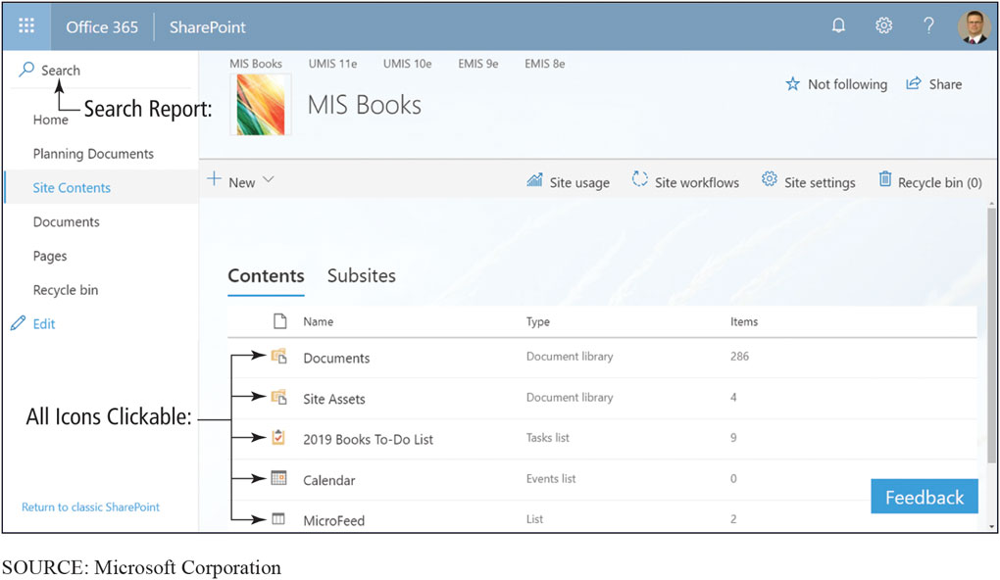 Office 365 SharePoint ?
Search
Search Report:
Home
Planning Documents
Site Contents
Documents
Pages
Recycle bin
Edit
All Icons Clickable:
Return to classic SharePoint
MIS Books UMIS 11e UMIS 10e EMIS 9e EMIS 8e
MIS Books
Not following Share
+ New Site usage Site workflows Site settings Recycle bin (0)
Contents Subsites
Name Type Items
Documents Document library 286
Site Assets Document library 4
2019 Books To-Do List Tasks list 9
Calendar Events list 0
MicroFeed List 2
Feedback
SOURCE: Microsoft Corporation